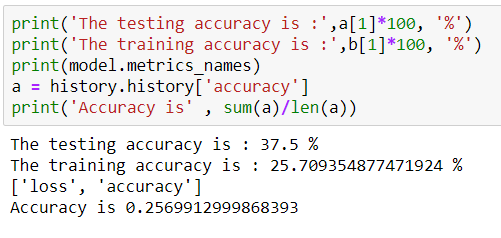 print('The testing accuracy is :',a[1]*100, '%')
print('The training accuracy is :',b[1]*100, '%')
print(model.metrics_names)
a = history.history['accuracy']
print('Accuracy is' , sum(a)/len(a))
The testing accuracy is : 37.5 %
The training accuracy is : 25.709354877471924 %
['loss', 'accuracy']
Accuracy is 0.2569912999868393